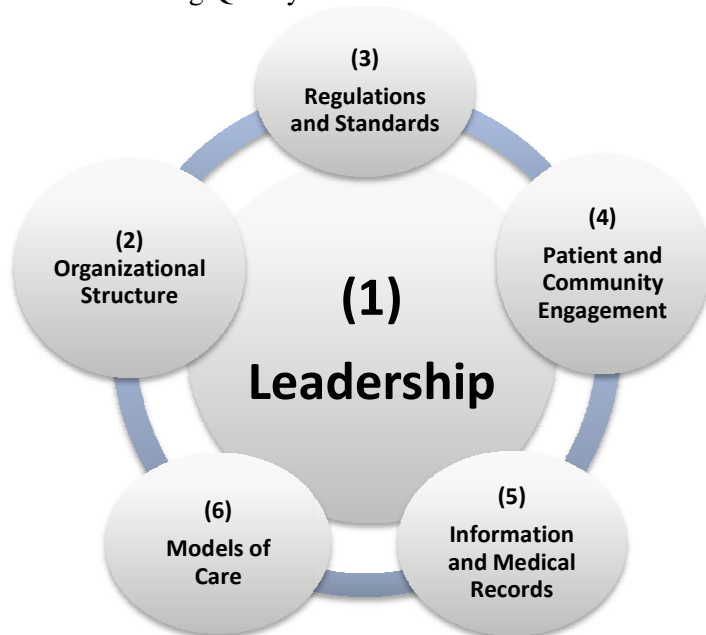 (3)
Regulations
and Standards
(2)
Organizational
Structure
(4)
Patient and
Community
Engagement
(1)
Leadership
(6)
Models of
Care
(5)
Information
and Medical
Records